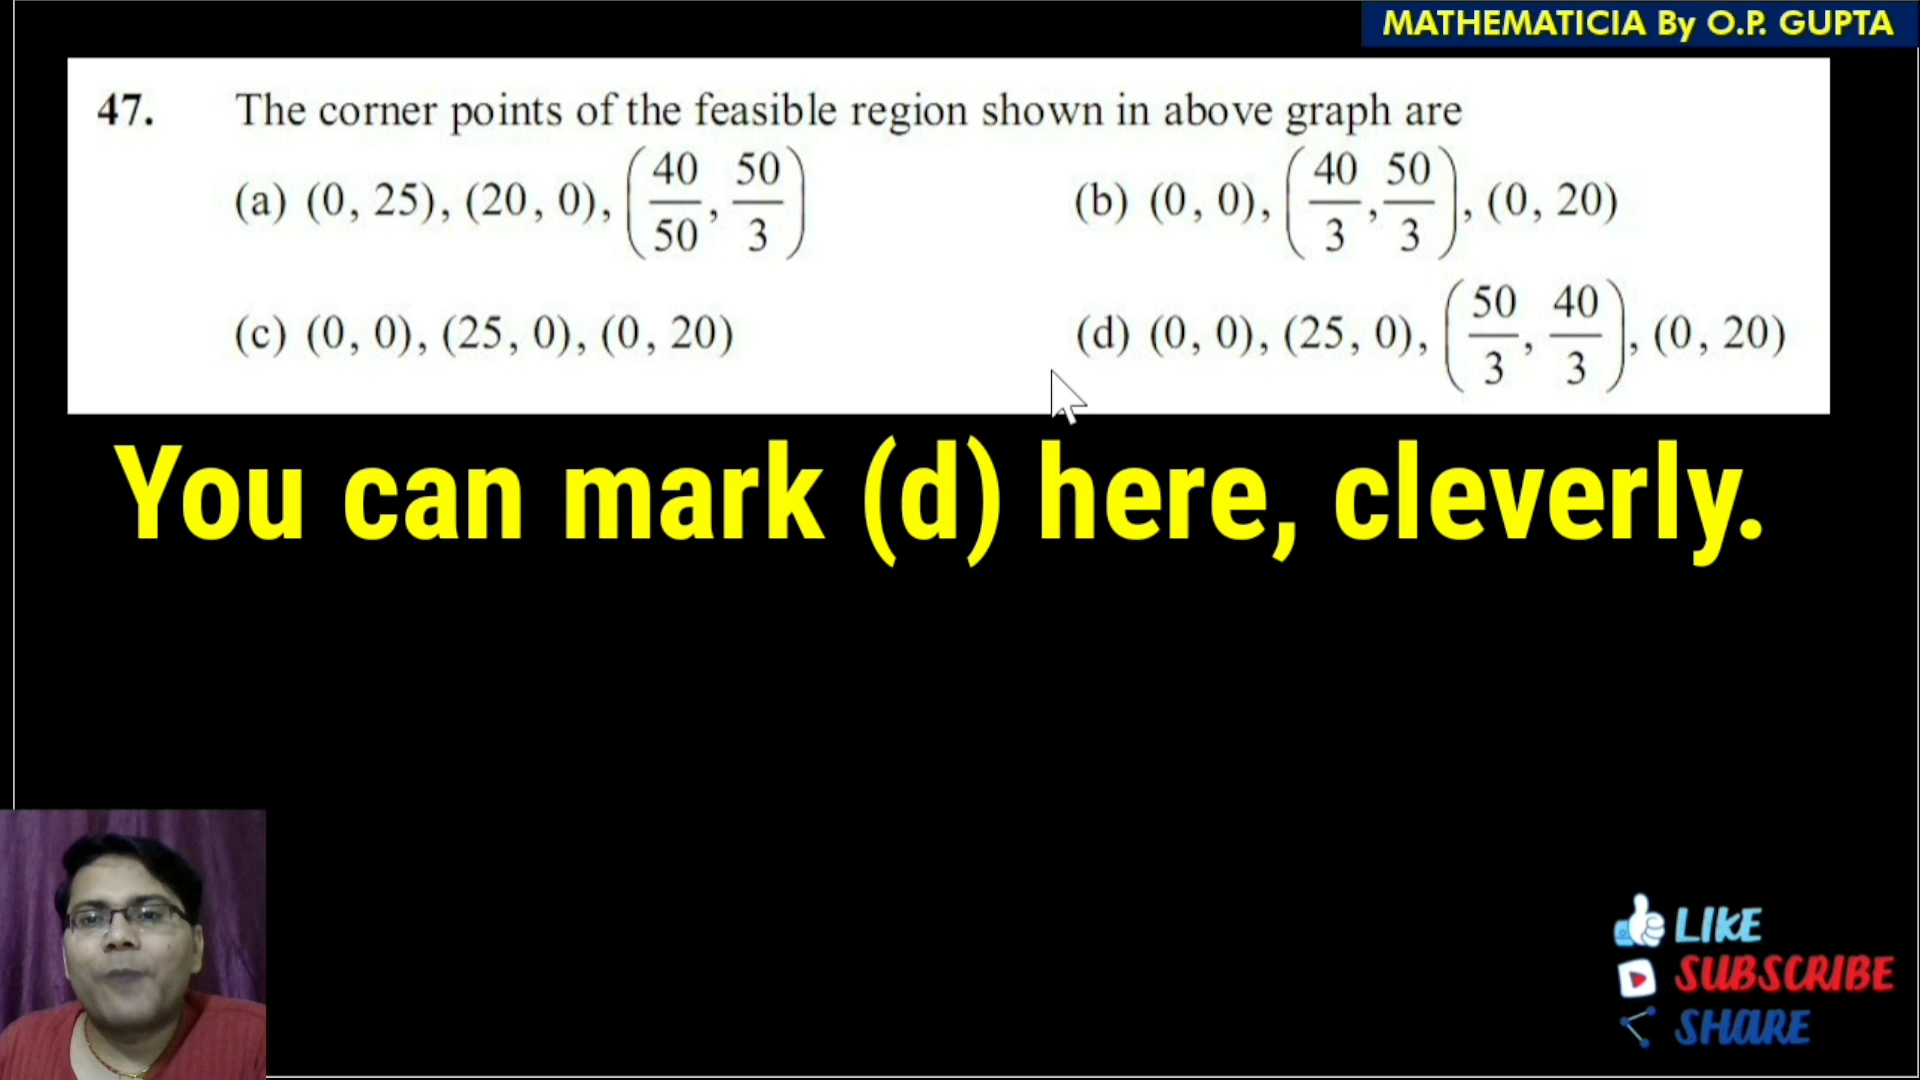 MATHEMATICIA By O.P. GUPTA
47. The corner points of the feasible region shown in above graph are
(a) (0, 25), (20, 0), (40/50, 50/3)
(b) (0, 0), (40/3, 50/3), (0, 20)
(c) (0, 0), (25, 0), (0, 20)
(d) (0, 0), (25, 0), (50/3, 40/3), (0, 20)
You can mark (d) here, cleverly.
LIKE
SUBSCRIBE
SHARE